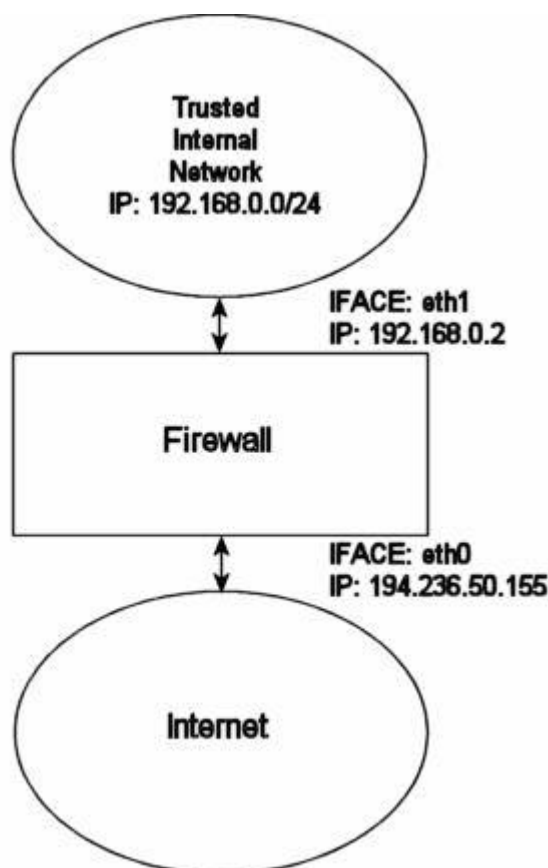 Trusted
Internal
Network
IP: 192.168.0.0/24
IFACE: eth1
IP: 192.168.0.2
Firewall
IFACE: eth0
IP: 194.236.50.155
Internet